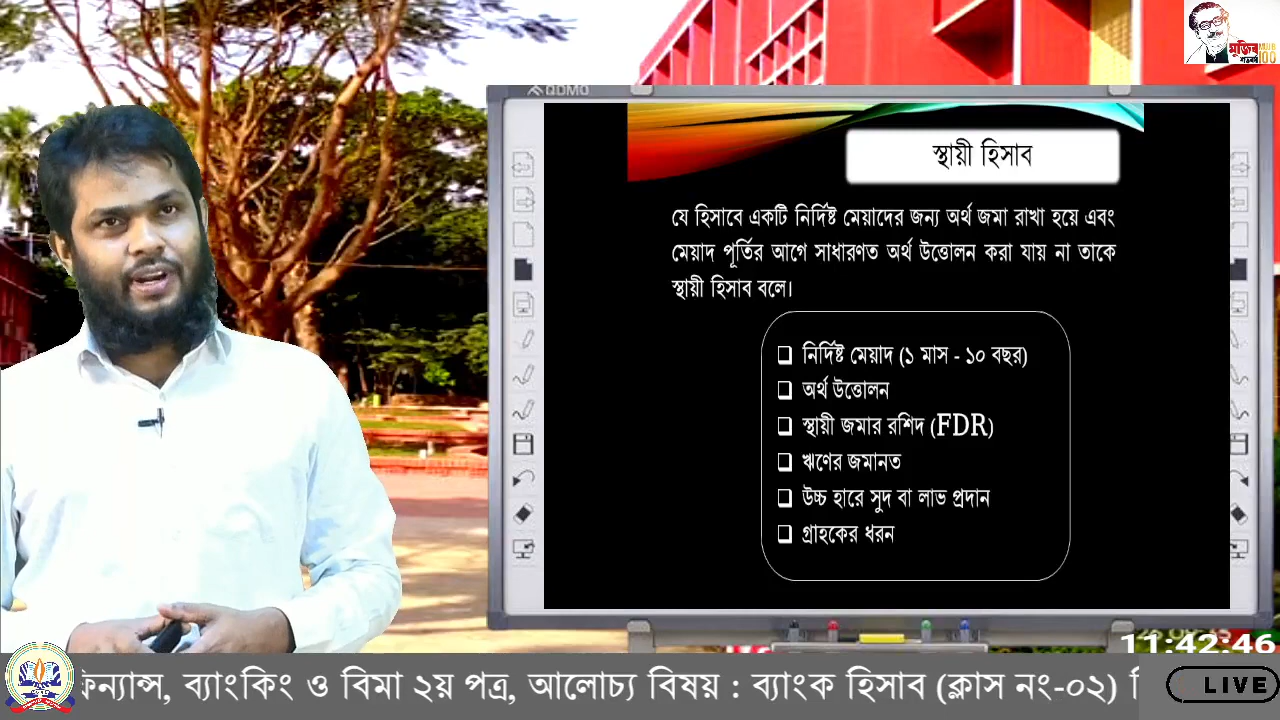 মুজিব
শতবর্ষ
100
QOMO
স্থায়ী হিসাব
যে হিসাবে একটি নির্দিষ্ট মেয়াদের জন্য অর্থ জমা রাখা হয়ে এবং
মেয়াদ পূর্তির আগে সাধারণত অর্থ উত্তোলন করা যায় না তাকে
স্থায়ী হিসাব বলে।
নির্দিষ্ট মেয়াদ (১ মাস - ১০ বছর)
অর্থ উত্তোলন
স্থায়ী জমার রশিদ (FDR)
ঋণের জমানত
উচ্চ হারে সুদ বা লাভ প্রদান
গ্রাহকের ধরন
11:42:46
ফিন্যান্স, ব্যাংকিং ও বিমা ২য় পত্র, আলোচ্য বিষয় : ব্যাংক হিসাব (ক্লাস নং-০২)
LIVE